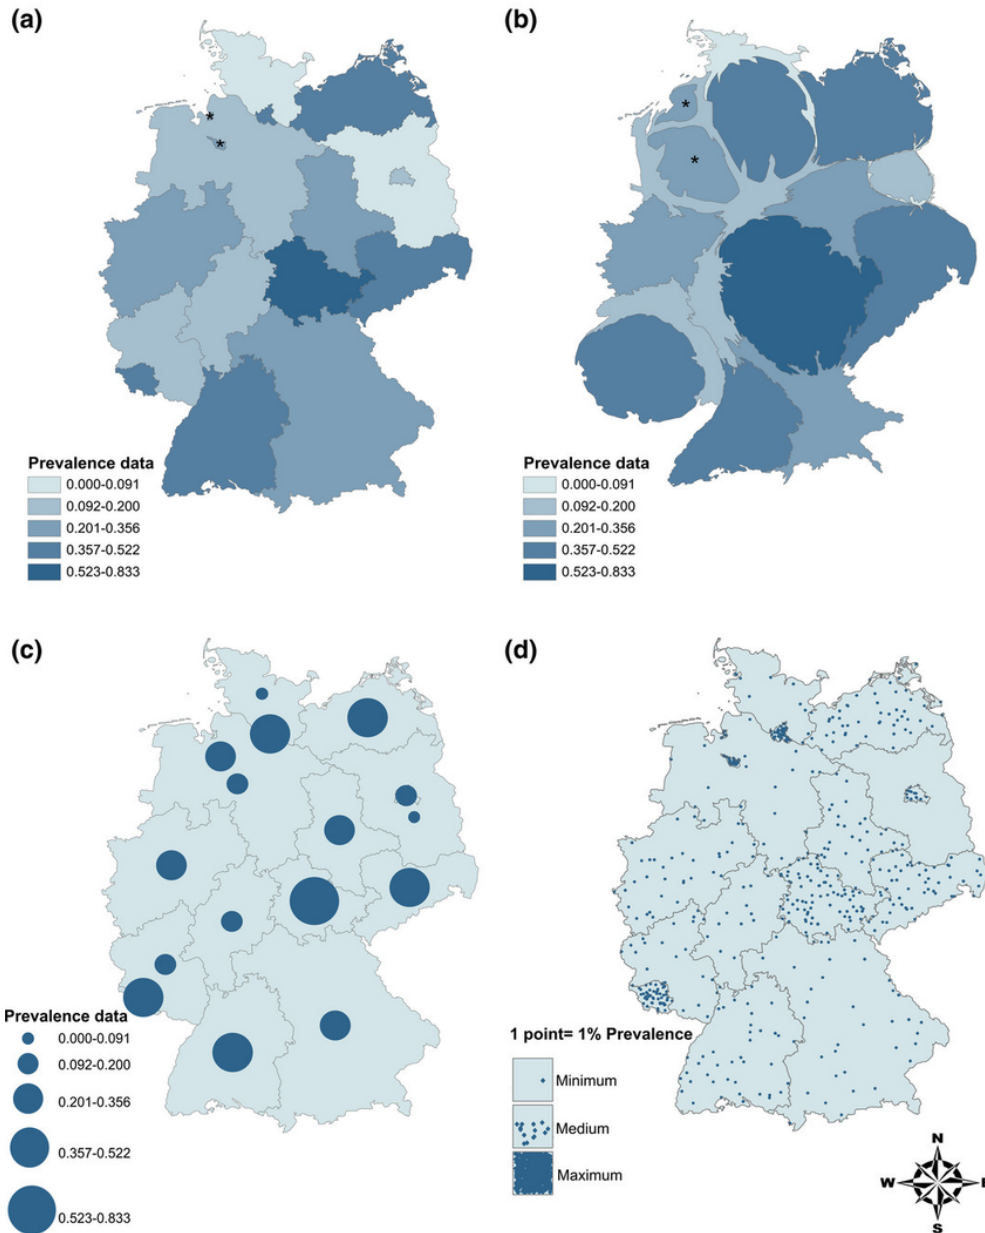 (a)
(b)
*
*
*
*
Prevalence data
0.000-0.091
0.092-0.200
0.201-0.356
0.357-0.522
0.523-0.833
Prevalence data
0.000-0.091
0.092-0.200
0.201-0.356
0.357-0.522
0.523-0.833
(c)
(d)
Prevalence data
0.000-0.091
0.092-0.200
0.201-0.356
0.357-0.522
0.523-0.833
1 point= 1% Prevalence
Minimum
Medium
Maximum
N
W
E
S